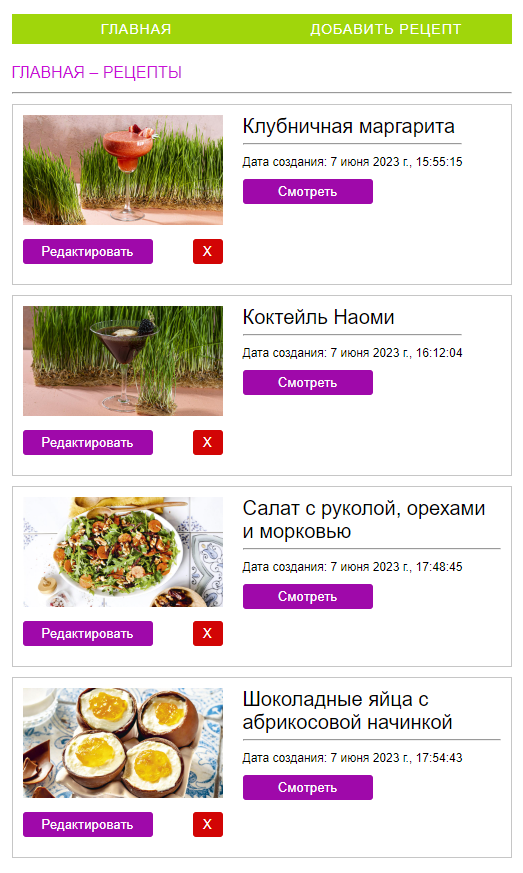 ГЛАВНАЯ ДОБАВИТЬ РЕЦЕПТ
ГЛАВНАЯ – РЕЦЕПТЫ
Клубничная маргарита
Дата создания: 7 июня 2023 г., 15:55:15
Смотреть
Редактировать X
Коктейль Наоми
Дата создания: 7 июня 2023 г., 16:12:04
Смотреть
Редактировать X
Салат с руколой, орехами
и морковью
Дата создания: 7 июня 2023 г., 17:48:45
Смотреть
Редактировать X
Шоколадные яйца с
абрикосовой начинкой
Дата создания: 7 июня 2023 г., 17:54:43
Смотреть
Редактировать X